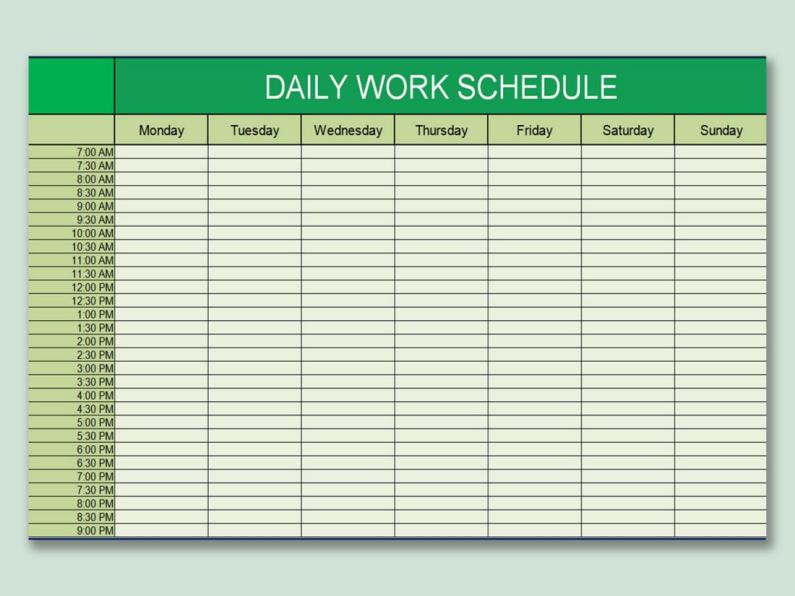 DAILY WORK SCHEDULE
Monday Tuesday Wednesday Thursday Friday Saturday Sunday
7:00 AM
7:30 AM
8:00 AM
8:30 AM
9:00 AM
9:30 AM
10:00 AM
10:30 AM
11:00 AM
11:30 AM
12:00 PM
12:30 PM
1:00 PM
1:30 PM
2:00 PM
2:30 PM
3:00 PM
3:30 PM
4:00 PM
4:30 PM
5:00 PM
5:30 PM
6:00 PM
6:30 PM
7:00 PM
7:30 PM
8:00 PM
8:30 PM
9:00 PM